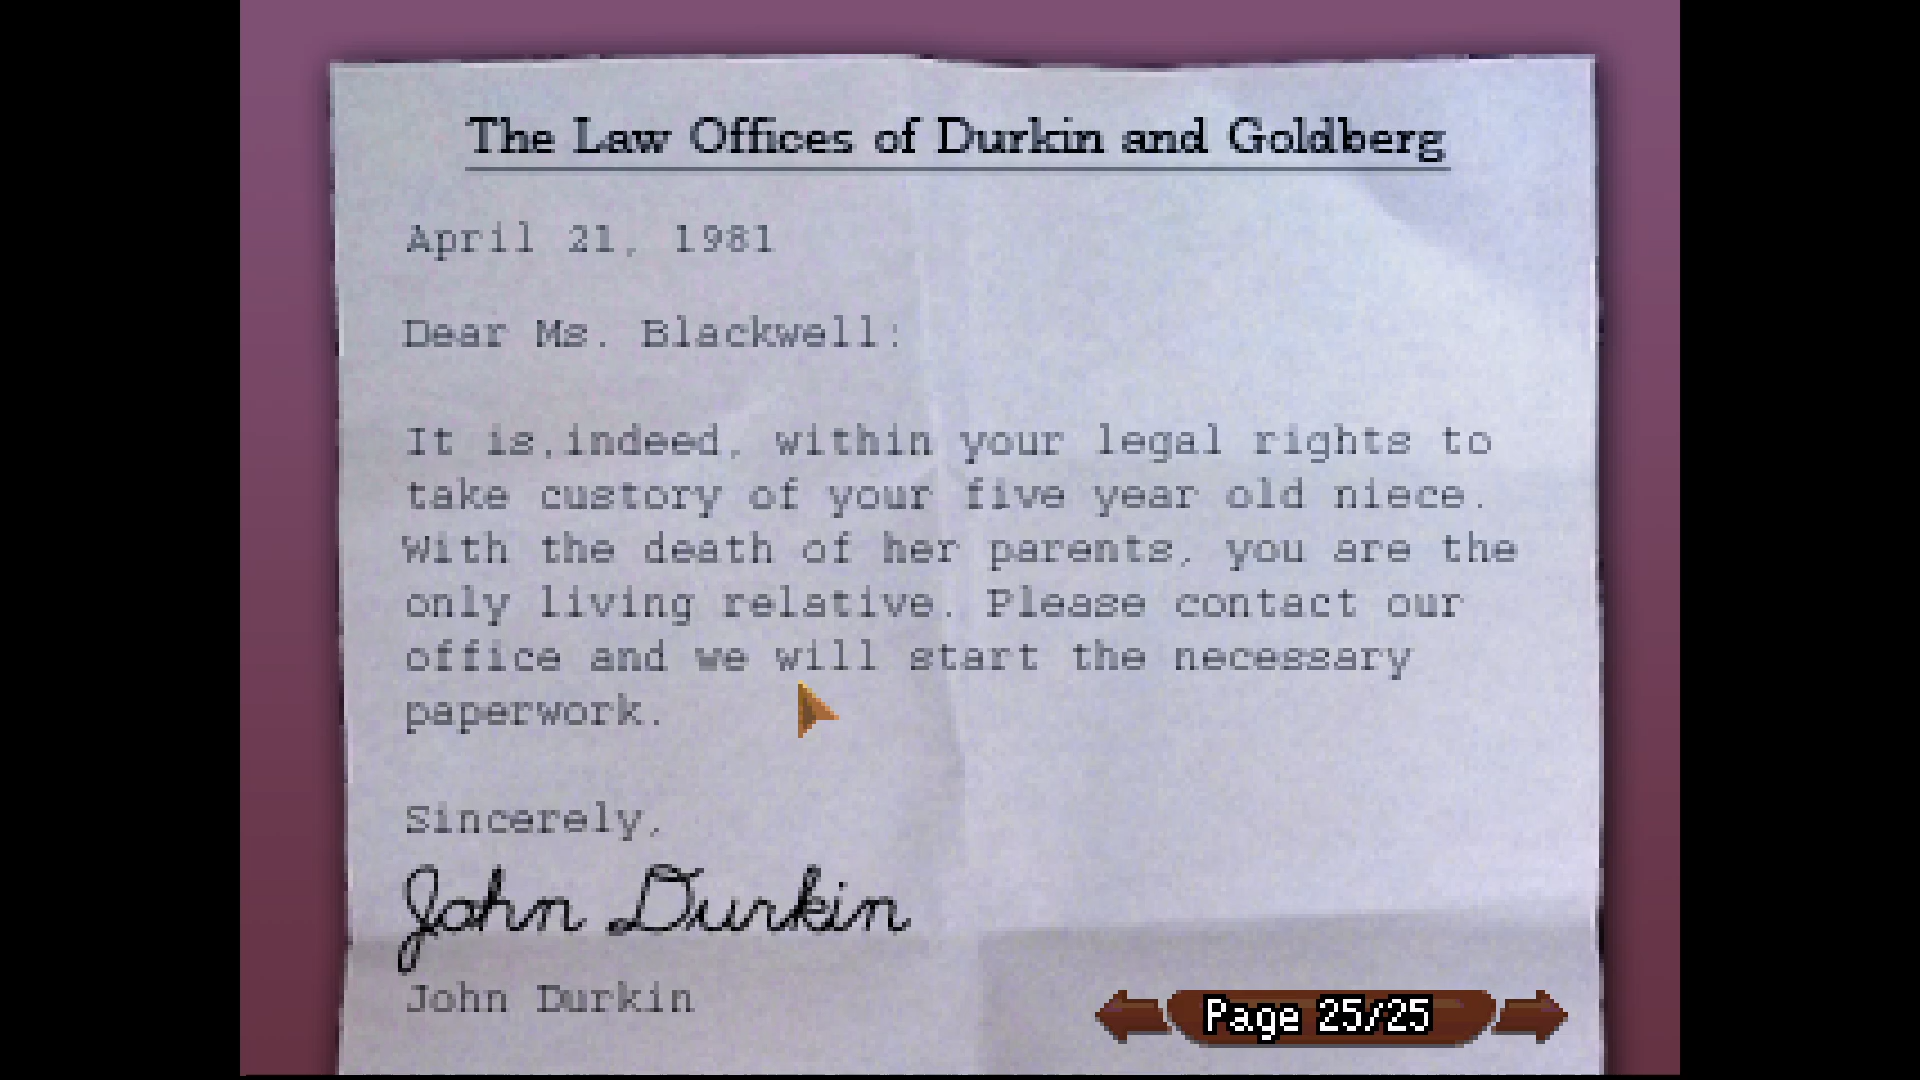 The Law Offices of Durkin and Goldberg
April 21, 1981
Dear Ms. Blackwell:
It is,indeed, within your legal rights to
take custory of your five year old niece.
With the death of her parents, you are the
only living relative. Please contact our
office and we will start the necessary
paperwork.
Sincerely,
John Durkin
John Durkin
Page 25/25